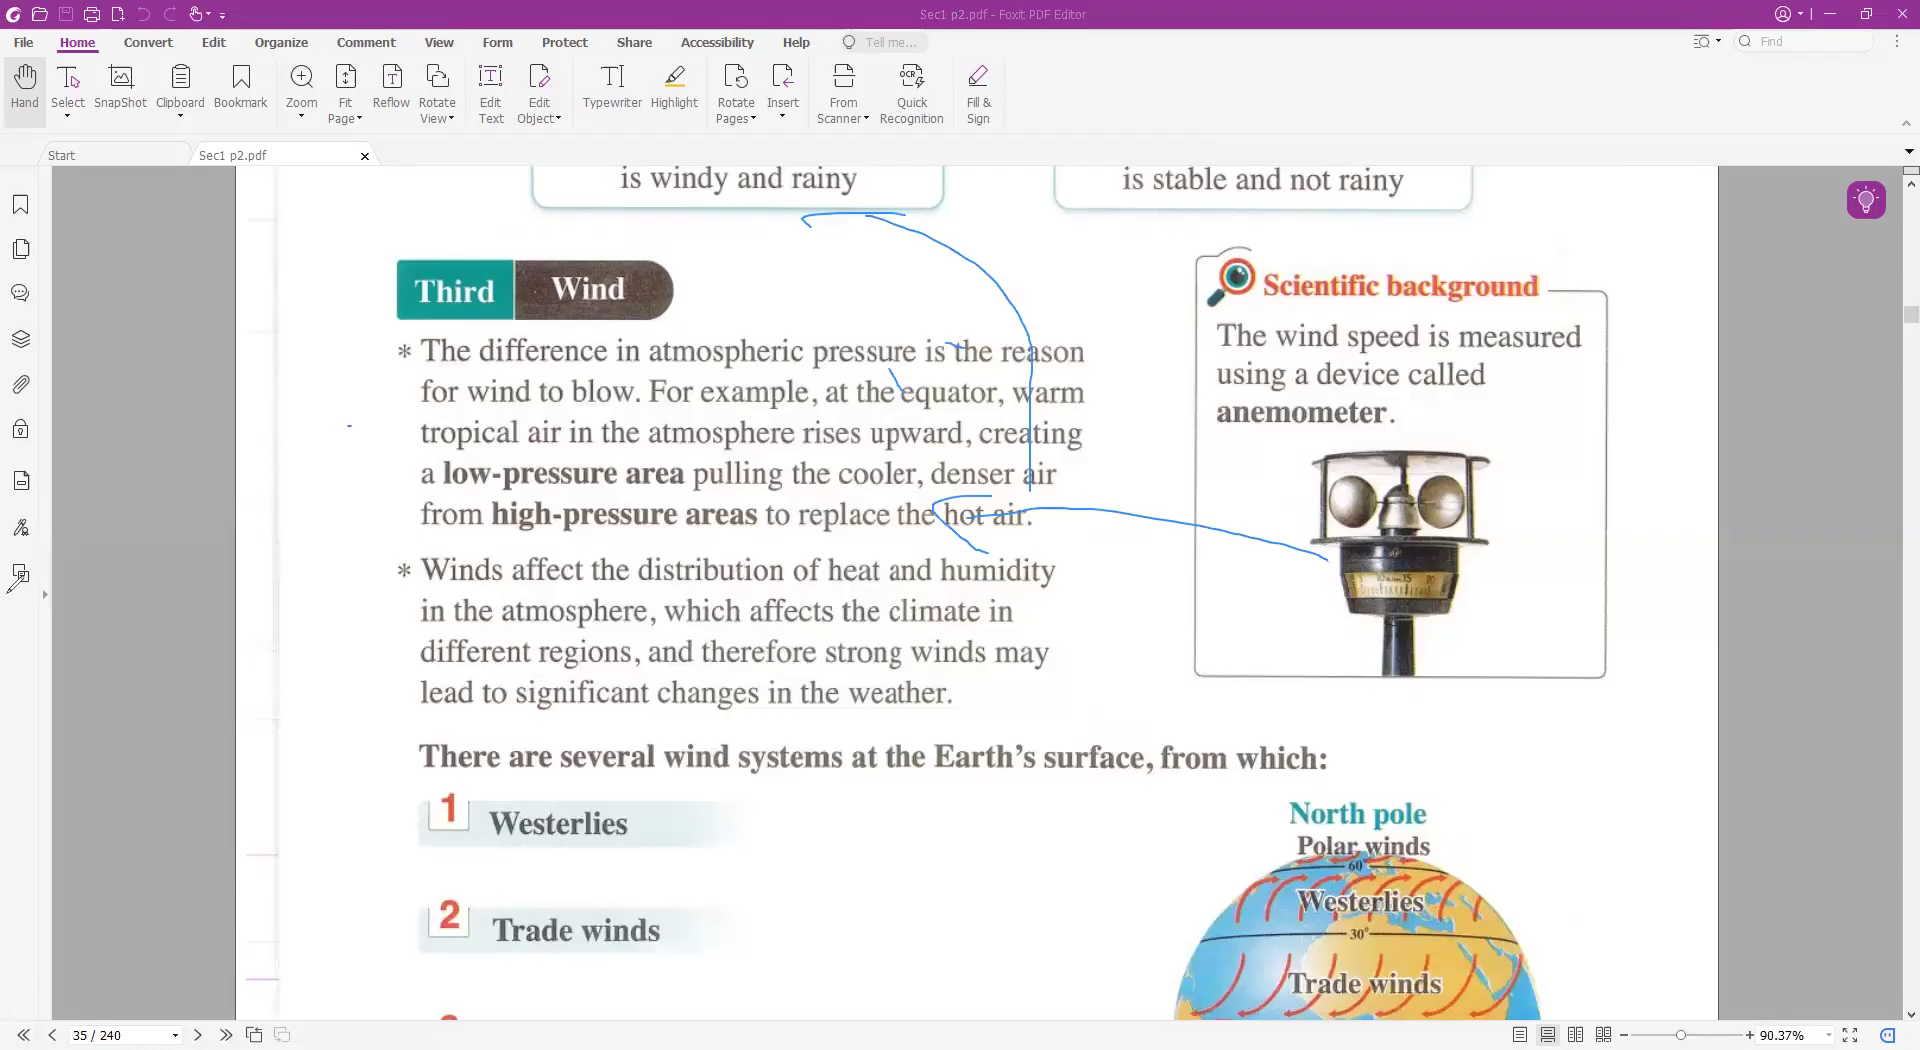 Sec1 p2.pdf - Foxit PDF Editor
File Home Convert Edit Organize Comment View Form Protect Share Accessibility Help Tell me... Find
Hand Select SnapShot Clipboard Bookmark Zoom Fit Page Reflow Rotate View Edit Text Edit Object Typewriter Highlight Rotate Pages Insert From Scanner Quick Recognition Fill & Sign
Start Sec1 p2.pdf
is windy and rainy
is stable and not rainy
Third Wind
* The difference in atmospheric pressure is the reason
for wind to blow. For example, at the equator, warm
tropical air in the atmosphere rises upward, creating
a low-pressure area pulling the cooler, denser air
from high-pressure areas to replace the hot air.
* Winds affect the distribution of heat and humidity
in the atmosphere, which affects the climate in
different regions, and therefore strong winds may
lead to significant changes in the weather.
Scientific background
The wind speed is measured
using a device called
anemometer.
There are several wind systems at the Earth's surface, from which:
1 Westerlies
2 Trade winds
North pole
Polar winds
60°
Westerlies
30°
Trade winds
35 / 240
90.37%